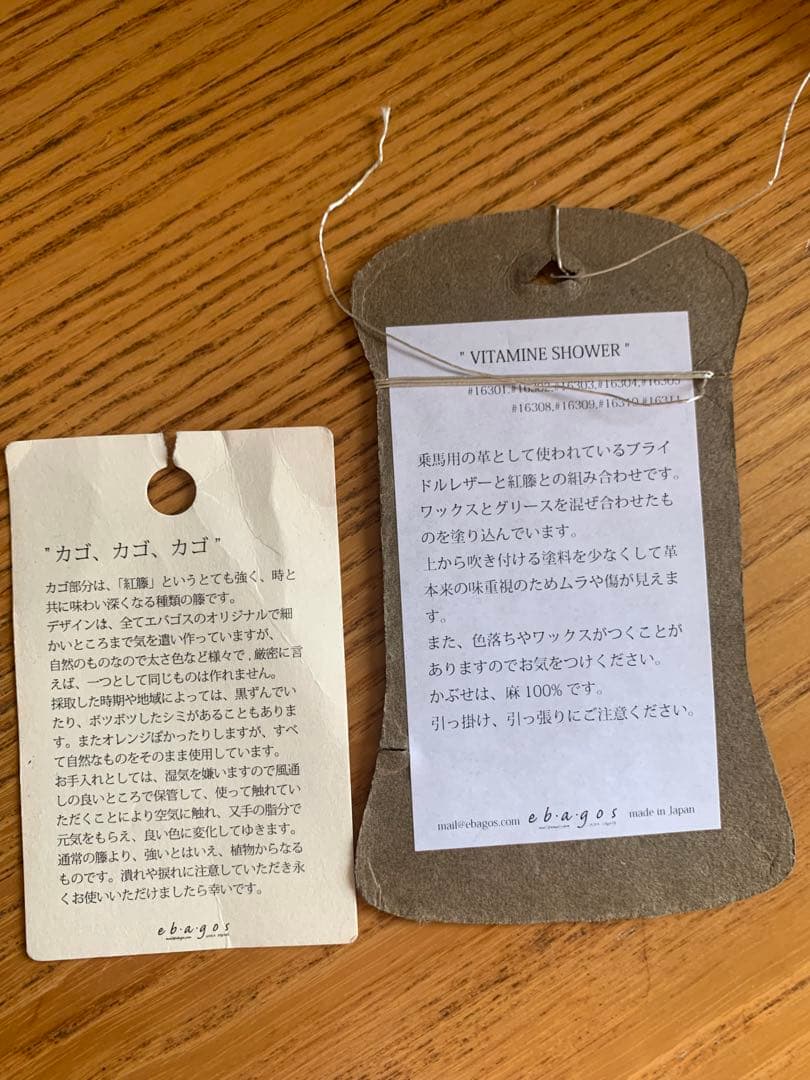 " カゴ、カゴ、カゴ "
カゴ部分は、「紅籐」というとても強く、時と
共に味わい深くなる種類の籐です。
デザインは、全てエバゴスのオリジナルで細
かいところまで気を遣い作っていますが、
自然のものなので太さ色など様々で , 厳密に言
えば、一つとして同じものは作れません。
採取した時期や地域によっては、黒ずんでい
たり、ボツボツしたシミがあることもありま
す。またオレンジぽかったりしますが、すべ
て自然なものをそのまま使用しています。
お手入れとしては、湿気を嫌いますので風通
しの良いところで保管して、使って触れてい
ただくことにより空気に触れ、又手の脂分で
元気をもらえ、良い色に変化してゆきます。
通常の籐より、強いとはいえ、植物からなる
ものです。潰れや捩れに注意していただき永
くお使いいただけましたら幸いです。
e b . a . g o s
" VITAMINE SHOWER "
#16301,#16302,#16303,#16304,#16305
#16308,#16309,#16310,#16311
乗馬用の革として使われているブライ
ドルレザーと紅籐との組み合わせです。
ワックスとグリースを混ぜ合わせたも
のを塗り込んでいます。
上から吹き付ける塗料を少なくして革
本来の味重視のためムラや傷が見えま
す。
また、色落ちやワックスがつくことが
ありますのでお気をつけください。
かぶせは、麻 100% です。
引っ掛け、引っ張りにご注意ください。
mail@ebagos.com e b . a . g o s made in Japan